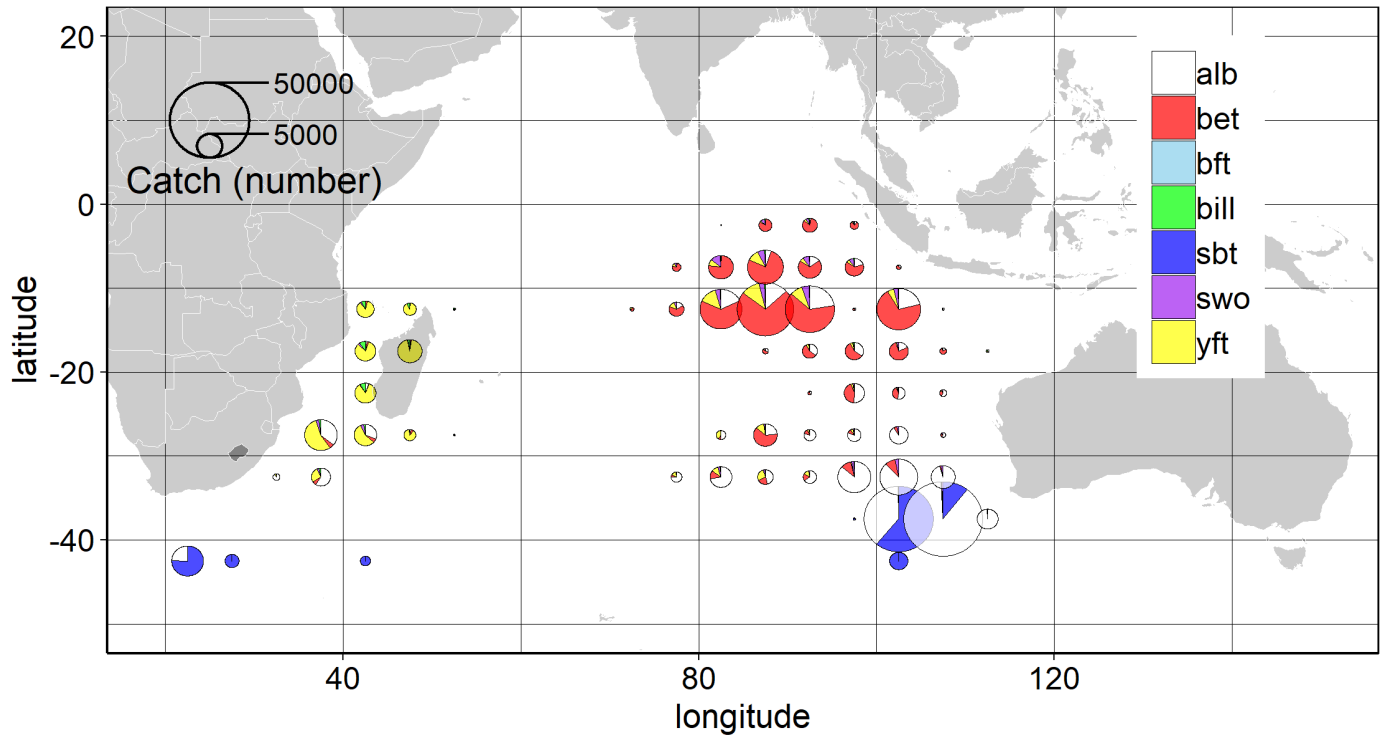 20
0
-20
-40
latitude
50000
5000
Catch (number)
alb
bet
bft
bill
sbt
swo
yft
40
80
120
longitude